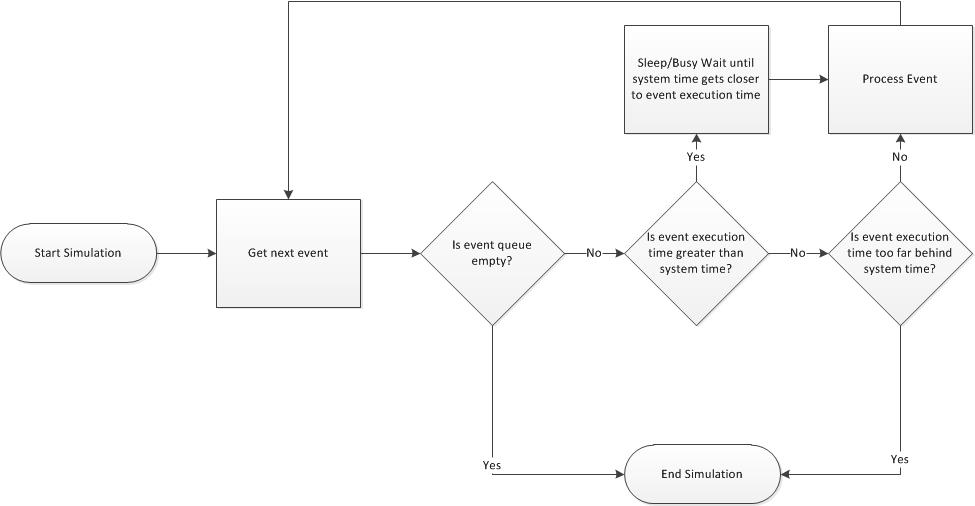 Start Simulation
Get next event
Is event queue
empty?
No
Is event execution
time greater than
system time?
Yes
Sleep/Busy Wait until
system time gets closer
to event execution time
No
Is event execution
time too far behind
system time?
No
Process Event
Yes
Yes
End Simulation